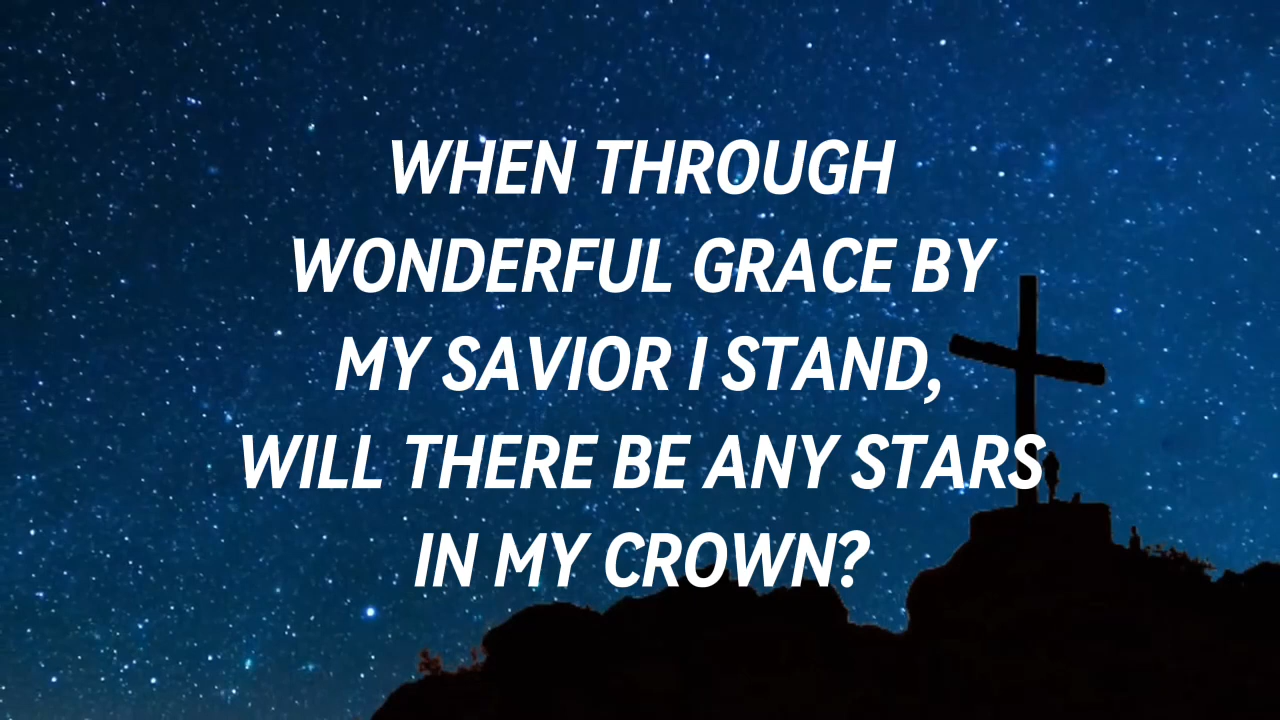 WHEN THROUGH
WONDERFUL GRACE BY
MY SAVIOR I STAND,
WILL THERE BE ANY STARS
IN MY CROWN?